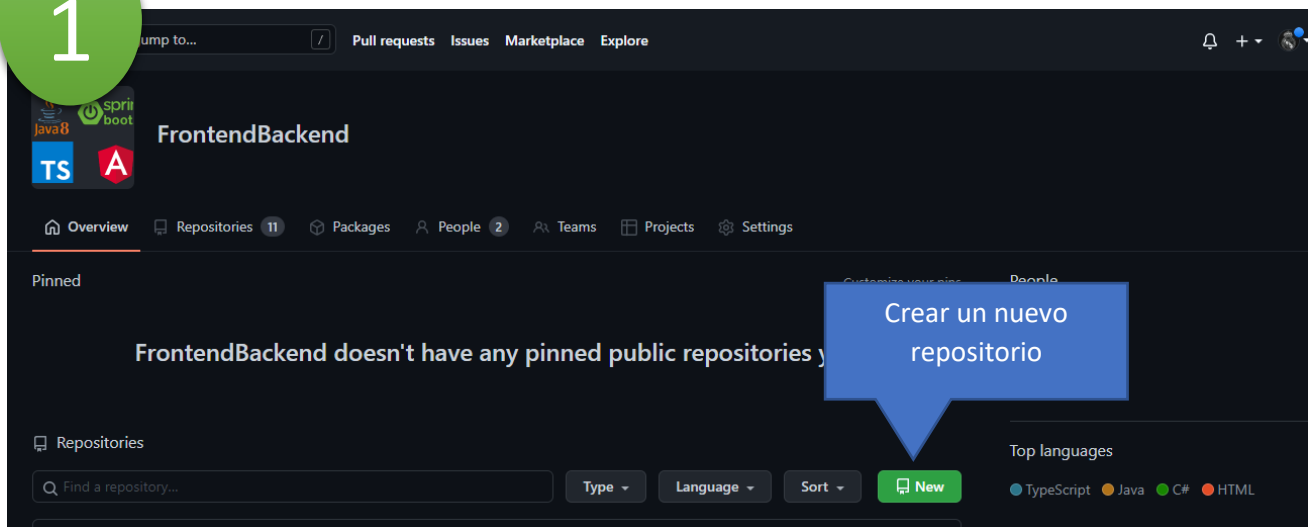 1
ump to...
/
Pull requests Issues Marketplace Explore
Java8
boot
TS
A
FrontendBackend
Overview
Repositories 11
Packages
People 2
Teams
Projects
Settings
Pinned
People
Crear un nuevo
repositorio
FrontendBackend doesn't have any pinned public repositories
Repositories
Top languages
Find a repository...
Type
Language
Sort
New
TypeScript Java C# HTML